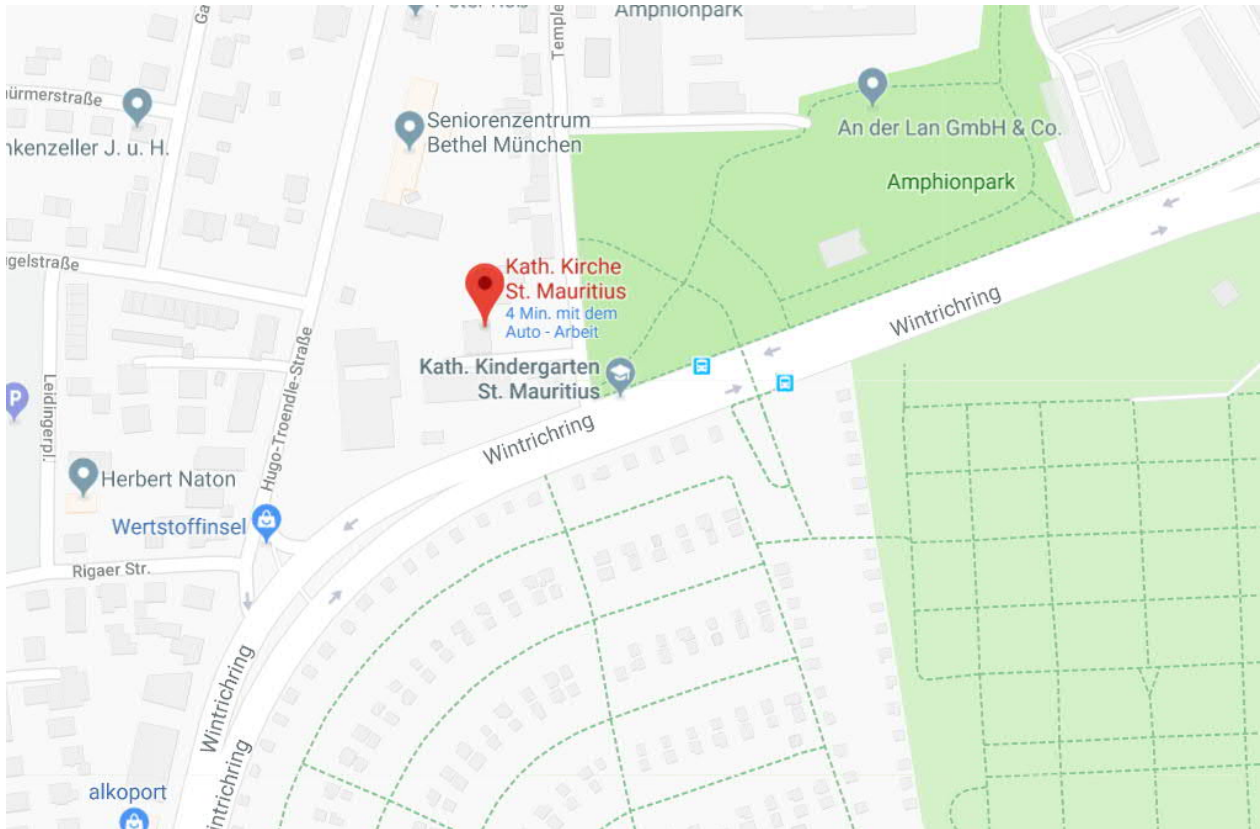 Amphionpark
ürmerstraße
nkenzeller J. u. H.
Seniorenzentrum
Bethel München
An der Lan GmbH & Co.
Amphionpark
gelstraße
Kath. Kirche
St. Mauritius
4 Min. mit dem
Auto - Arbeit
Wintrichring
Hugo-Troendle-Straße
Kath. Kindergarten
St. Mauritius
P
Leidingerpl.
Wintrichring
Herbert Naton
Wertstoffinsel
Rigaer Str.
Wintrichring
intrichring
alkoport